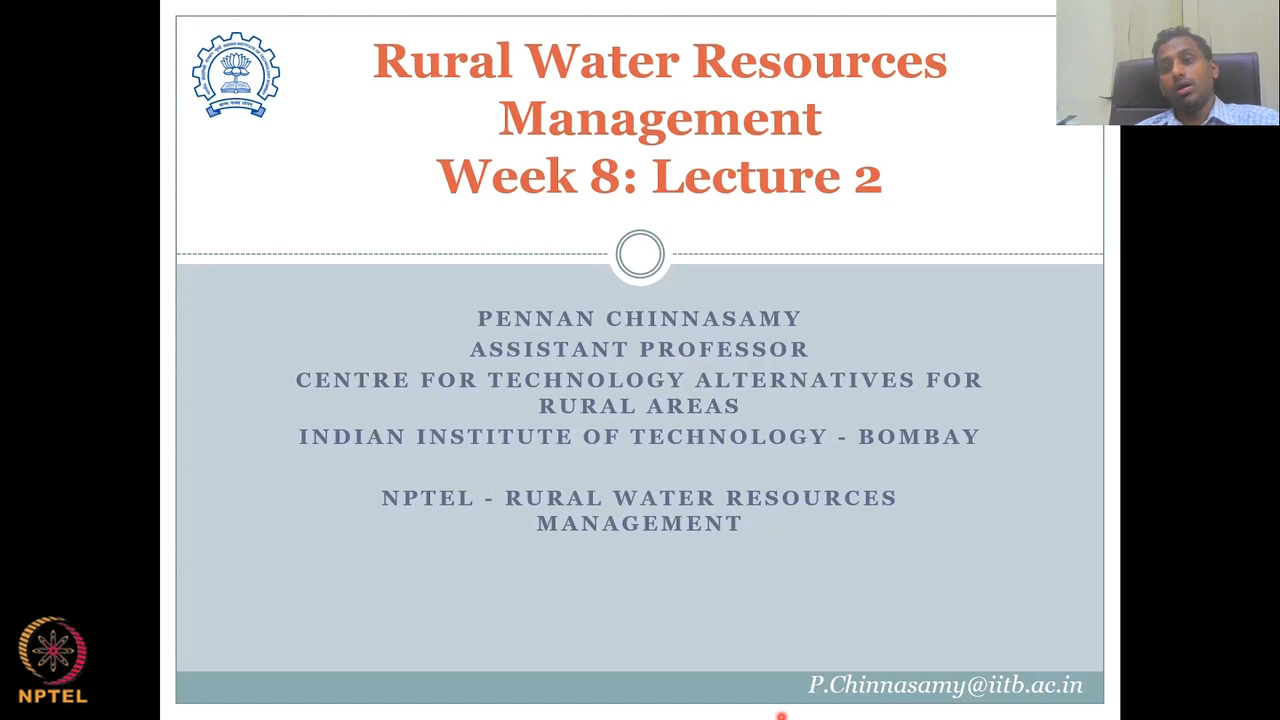 Rural Water Resources
Management
Week 8: Lecture 2
PENNAN CHINNASAMY
ASSISTANT PROFESSOR
CENTRE FOR TECHNOLOGY ALTERNATIVES FOR
RURAL AREAS
INDIAN INSTITUTE OF TECHNOLOGY - BOMBAY
NPTEL - RURAL WATER RESOURCES
MANAGEMENT
P.Chinnasamy@iitb.ac.in
NPTEL